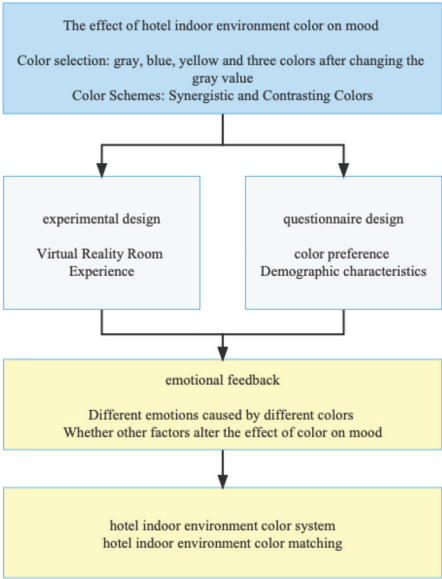 The effect of hotel indoor environment color on mood
Color selection: gray, blue, yellow and three colors after changing the
gray value
Color Schemes: Synergistic and Contrasting Colors
experimental design
Virtual Reality Room
Experience
questionnaire design
color preference
Demographic characteristics
emotional feedback
Different emotions caused by different colors
Whether other factors alter the effect of color on mood
hotel indoor environment color system
hotel indoor environment color matching